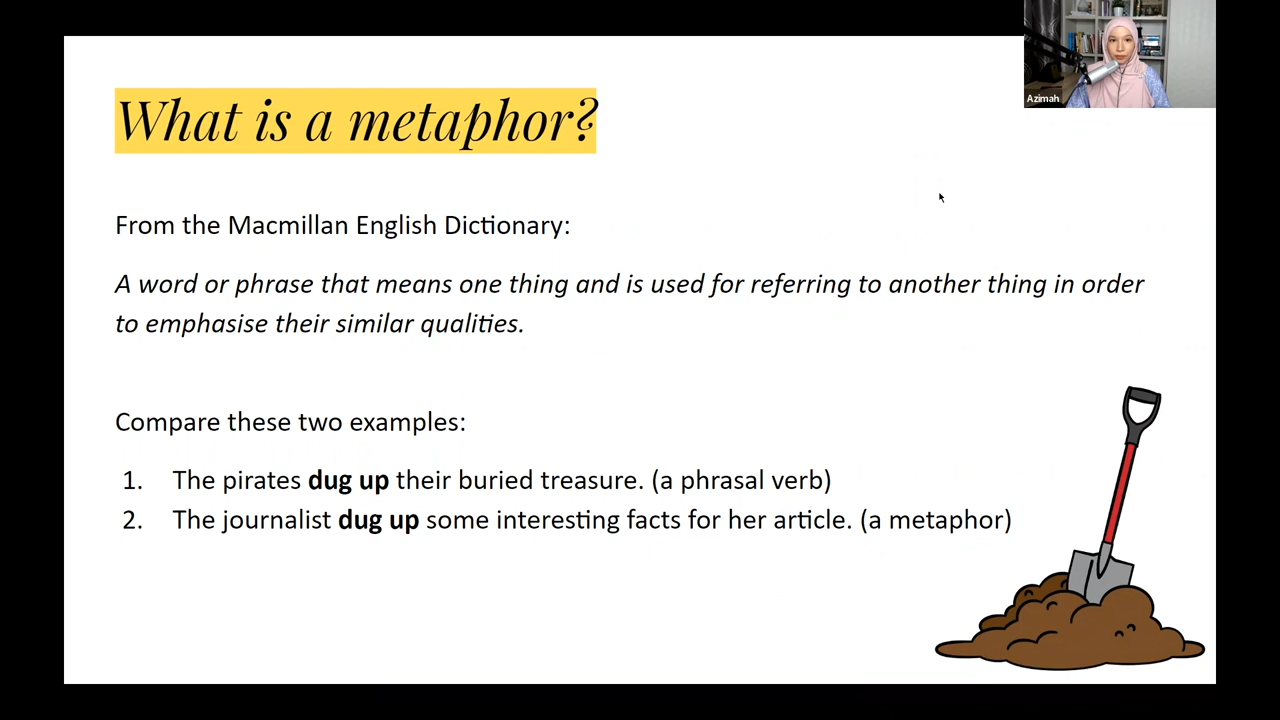 Azimah
What is a metaphor?
From the Macmillan English Dictionary:
A word or phrase that means one thing and is used for referring to another thing in order
to emphasise their similar qualities.
Compare these two examples:
1. The pirates dug up their buried treasure. (a phrasal verb)
2. The journalist dug up some interesting facts for her article. (a metaphor)